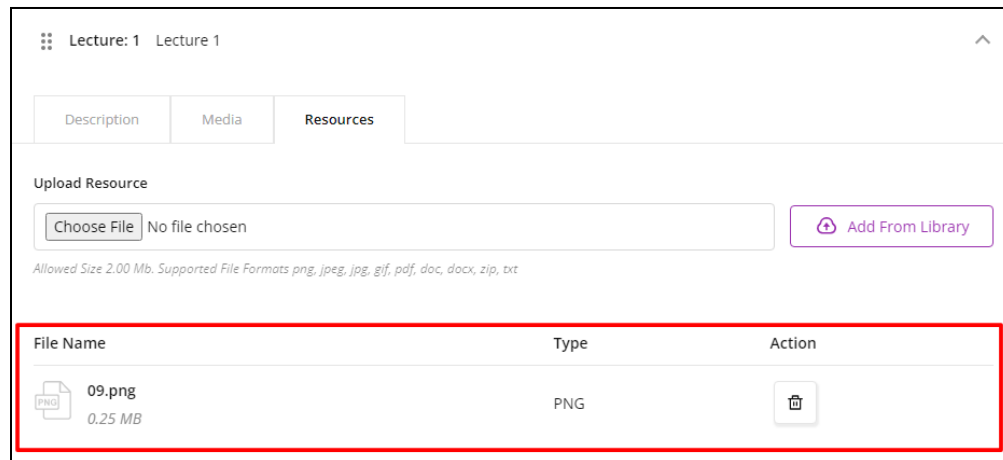 Lecture: 1 Lecture 1
Description Media Resources
Upload Resource
Choose File No file chosen
Add From Library
Allowed Size 2.00 Mb. Supported File Formats png, jpeg, jpg, gif, pdf, doc, docx, zip, txt
File Name Type Action
PNG
09.png
0.25 MB
PNG